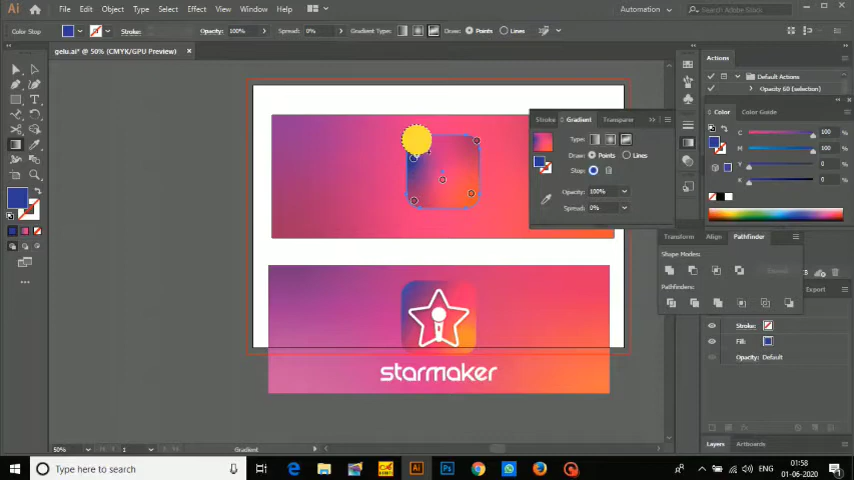 Ai File Edit Object Type Select Effect View Window Help Automation Search Adobe Stock
Color Stop Stroke: Opacity: 100% Spread: 0% Gradient Type: Draw: Points Lines
gelu.ai* @ 50% (CMYK/GPU Preview) ×
Actions
Default Actions
Opacity 60 (selection)
Color Color Guide
C 100 %
M 100 %
Y 0 %
K 0 %
Stroke Gradient Transparer
Type:
Draw: Points Lines
Stop:
Opacity: 100%
Spread: 0%
Transform Align Pathfinder
Shape Modes:
Expand
Pathfinders:
Export
Stroke:
Fill:
Opacity: Default
Layers Artboards
starmaker
50% 1 Gradient
Type here to search
ENG
01:58
01-06-2020